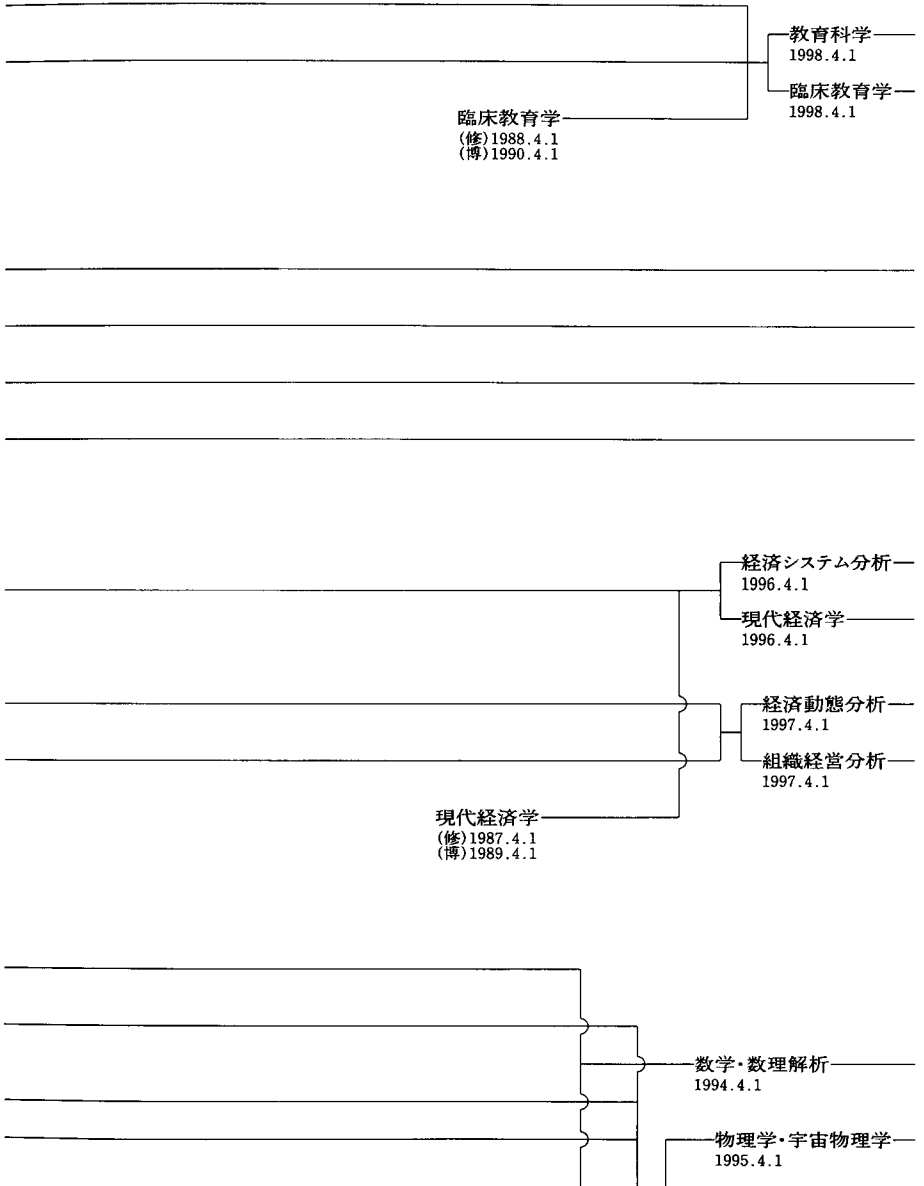 教育科学
1998.4.1
臨床教育学
1998.4.1
臨床教育学
(修)1988.4.1
(博)1990.4.1
経済システム分析
1996.4.1
現代経済学
1996.4.1
経済動態分析
1997.4.1
組織経営分析
1997.4.1
現代経済学
(修)1987.4.1
(博)1989.4.1
数学・数理解析
1994.4.1
物理学・宇宙物理学
1995.4.1